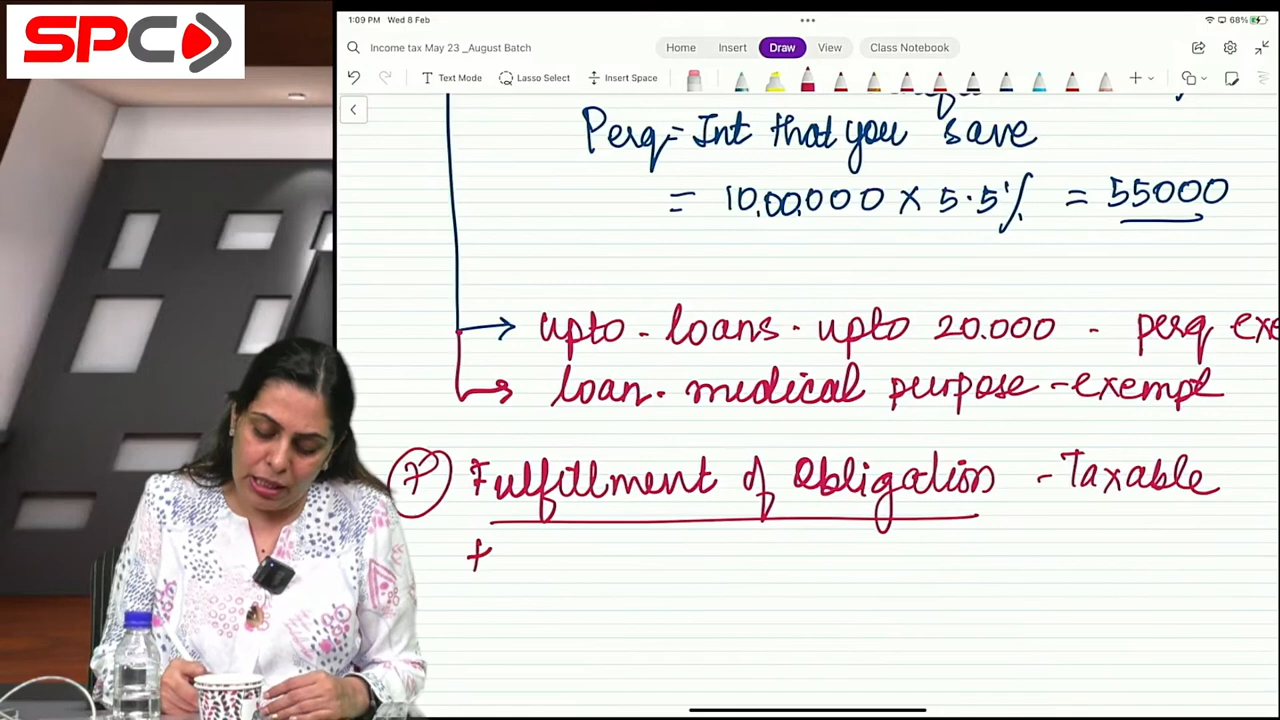 SPC
1:09 PM Wed 8 Feb
68%
Income tax May 23 _August Batch
Home Insert Draw View Class Notebook
Text Mode Lasso Select Insert Space
Perq = Int that you save
= 10,00,000 × 5.5% = 55000
upto - loans - upto 20.000 - perq exe
loan - medical purpose - exempt
7 Fulfillment of Obligation - Taxable